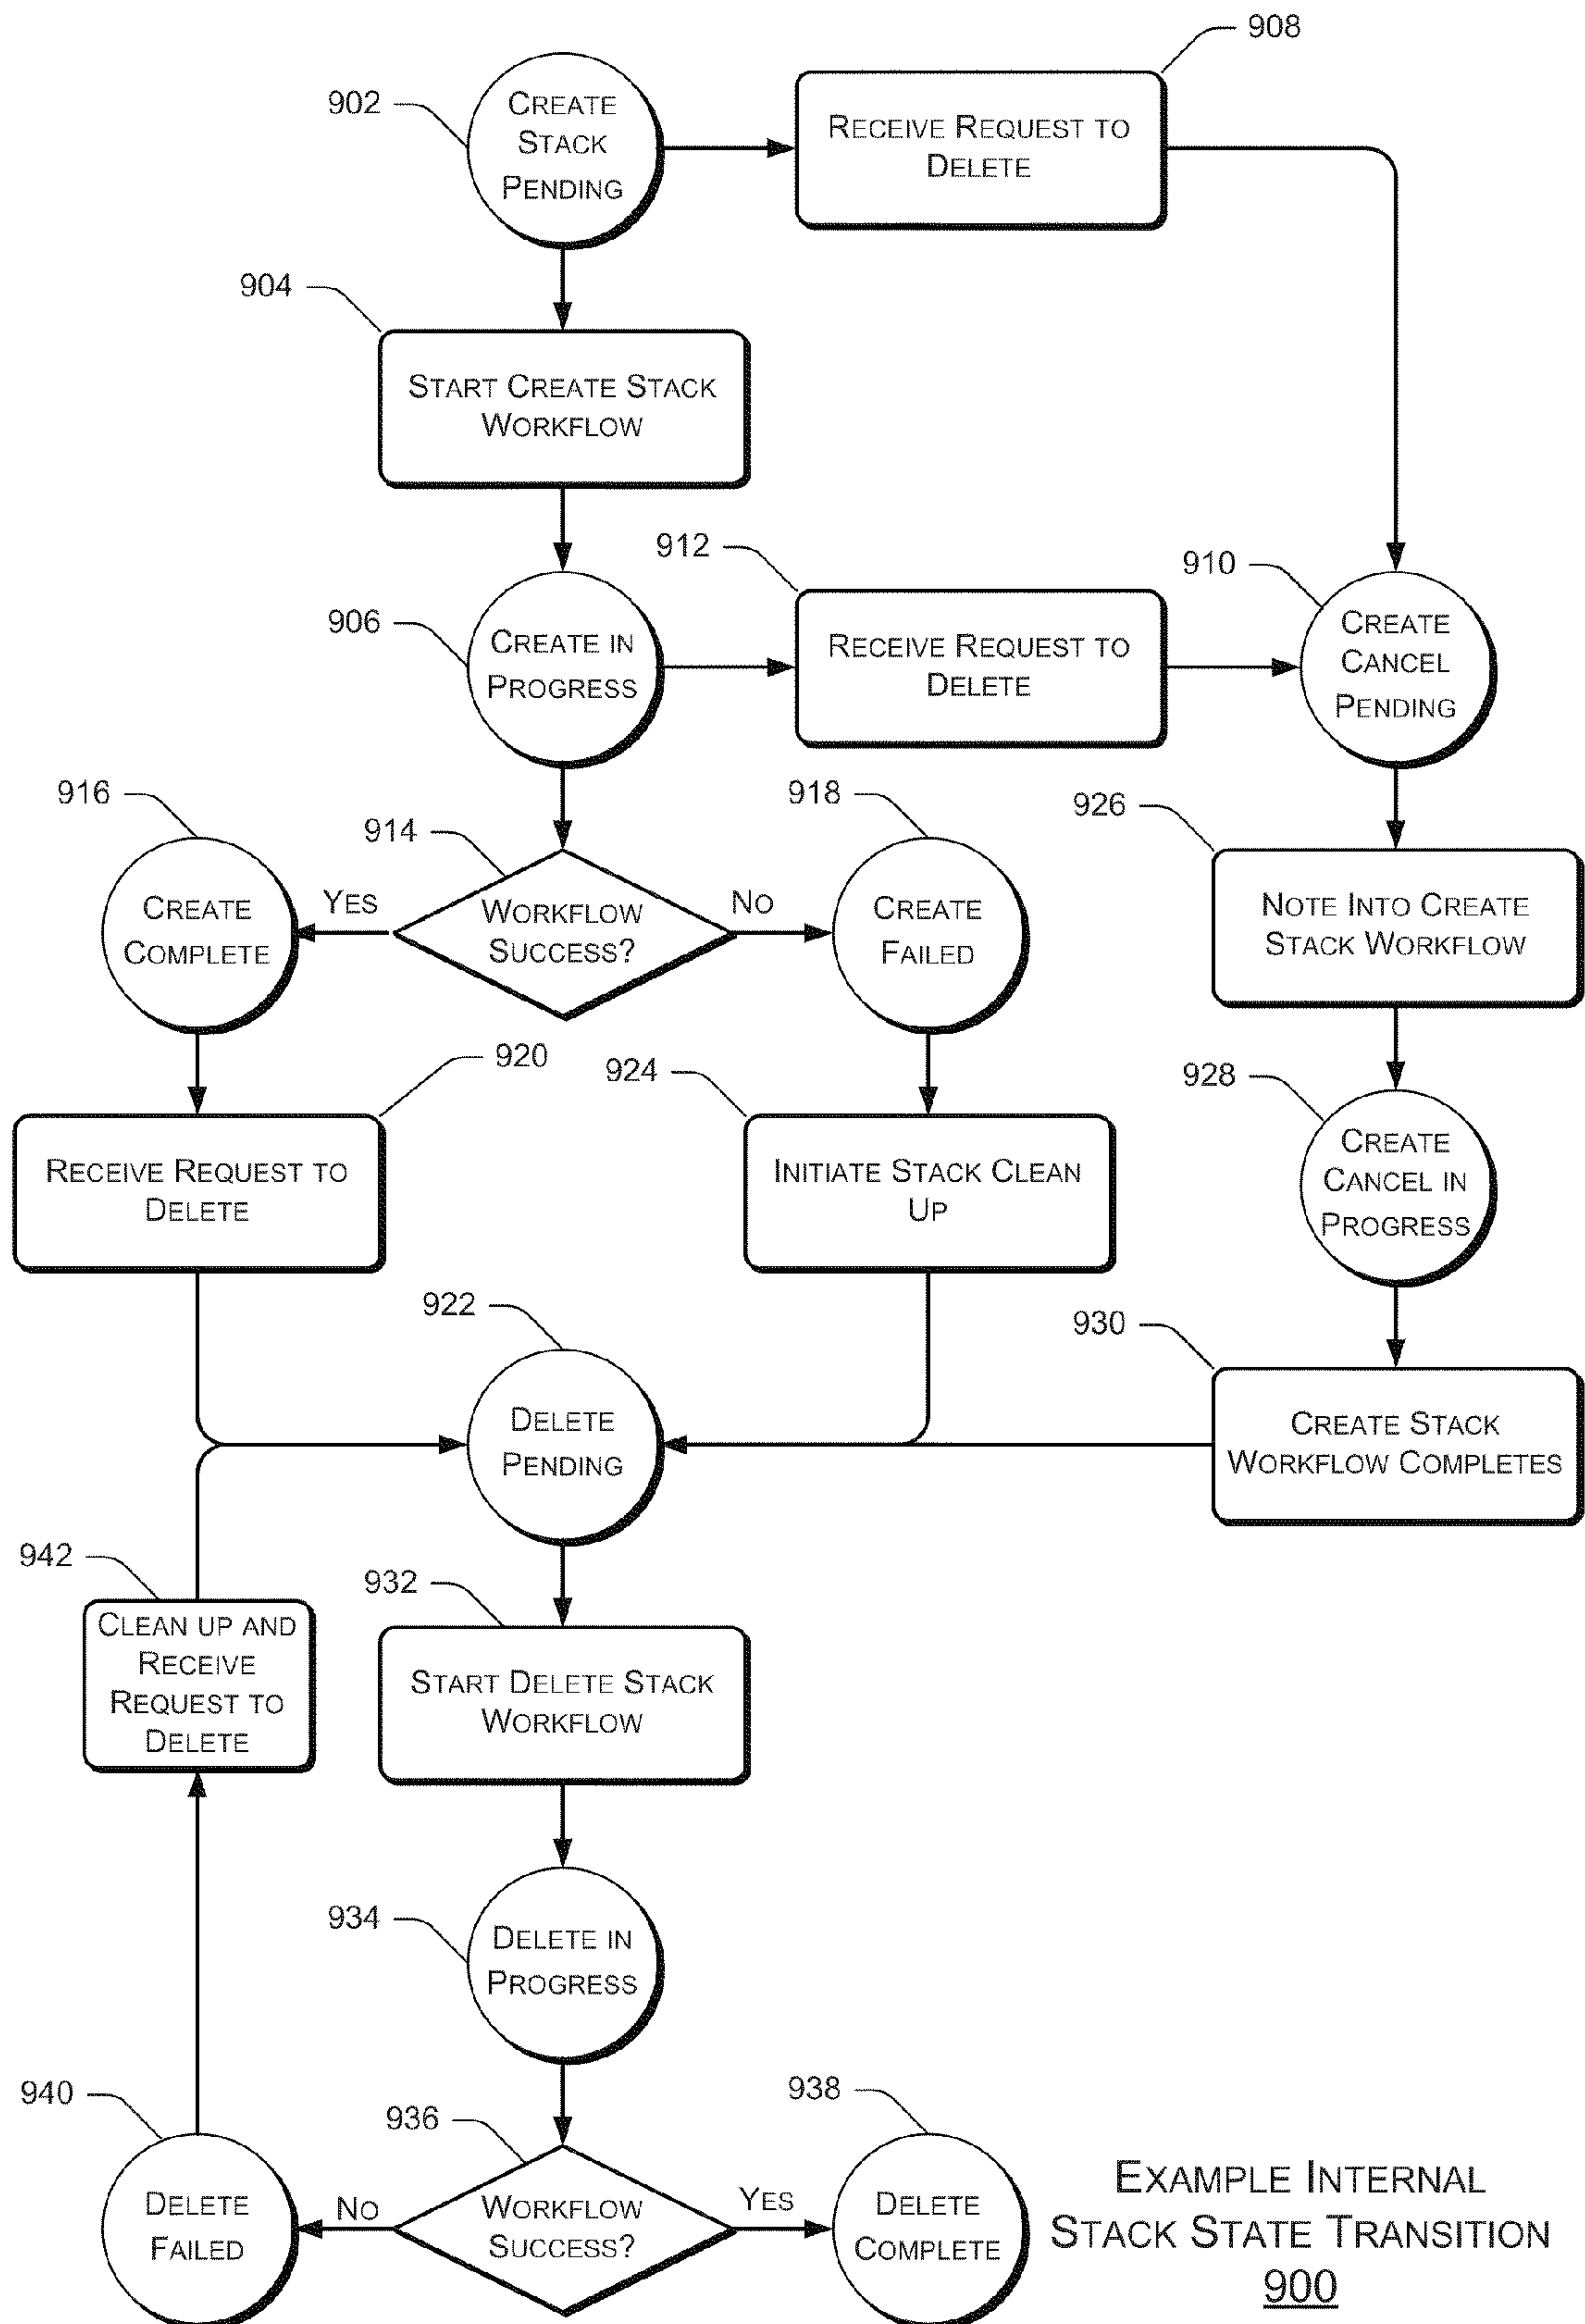 908
902
CREATE
STACK
PENDING
RECEIVE REQUEST TO
DELETE
904
START CREATE STACK
WORKFLOW
912
910
906
CREATE IN
PROGRESS
RECEIVE REQUEST TO
DELETE
CREATE
CANCEL
PENDING
916
914
918
926
CREATE
COMPLETE
YES
WORKFLOW
SUCCESS?
NO
CREATE
FAILED
NOTE INTO CREATE
STACK WORKFLOW
920
924
928
RECEIVE REQUEST TO
DELETE
INITIATE STACK CLEAN
UP
CREATE
CANCEL IN
PROGRESS
922
930
DELETE
PENDING
CREATE STACK
WORKFLOW COMPLETES
942
932
CLEAN UP AND
RECEIVE
REQUEST TO
DELETE
START DELETE STACK
WORKFLOW
934
DELETE IN
PROGRESS
940
936
938
DELETE
FAILED
NO
WORKFLOW
SUCCESS?
YES
DELETE
COMPLETE
EXAMPLE INTERNAL
STACK STATE TRANSITION
900